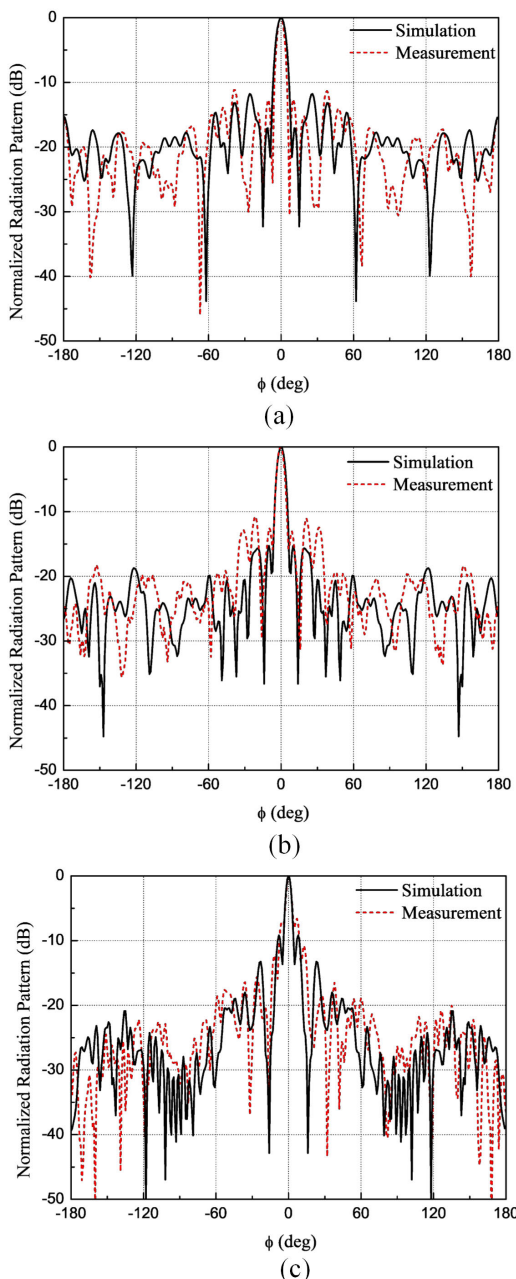 0
-10
-20
-30
-40
-50
Normalized Radiation Pattern (dB)
Simulation
Measurement
-180 -120 -60 0 60 120 180
ϕ (deg)
(a)
0
-10
-20
-30
-40
-50
Normalized Radiation Pattern (dB)
Simulation
Measurement
-180 -120 -60 0 60 120 180
ϕ (deg)
(b)
0
-10
-20
-30
-40
-50
Normalized Radiation Pattern (dB)
Simulation
Measurement
-180 -120 -60 0 60 120 180
ϕ (deg)
(c)